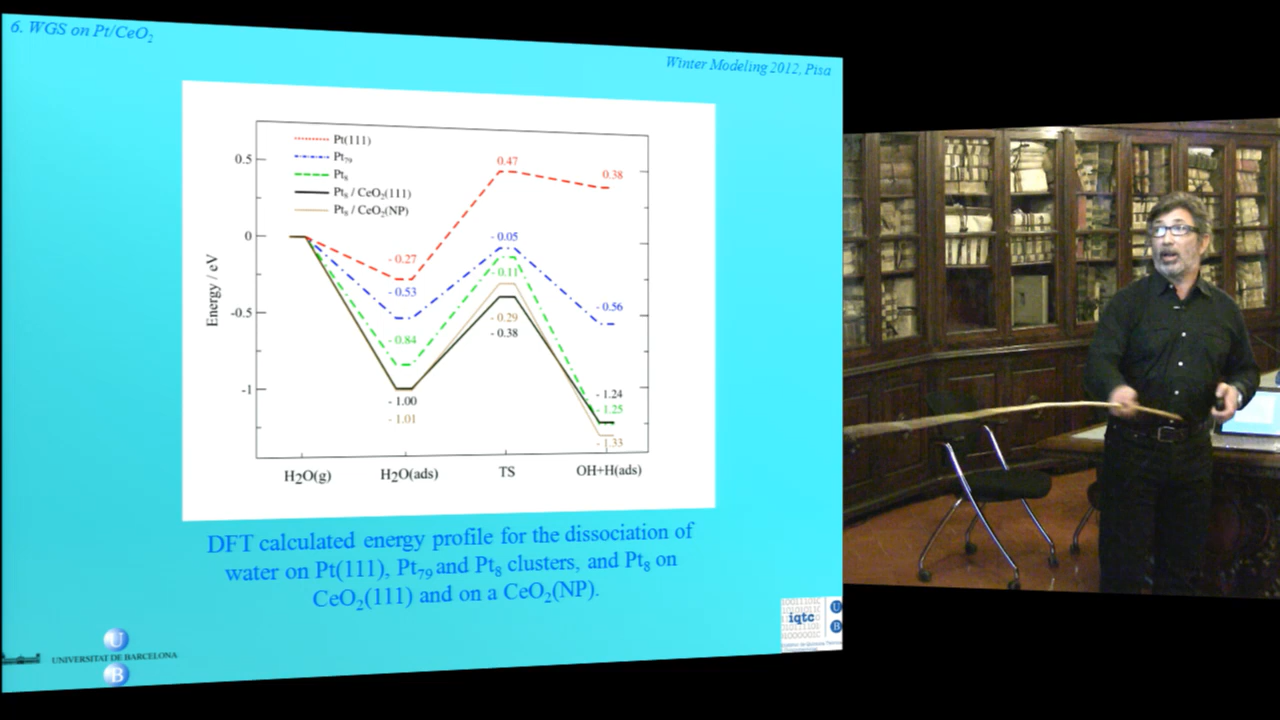 6. WGS on Pt/CeO₂
Winter Modeling 2012, Pisa
Pt(111)
Pt₇₉
Pt₈
Pt₈ / CeO₂(111)
Pt₈ / CeO₂(NP)
Energy / eV
0.5
0
-0.5
-1
0.47
0.38
- 0.27
- 0.05
- 0.53
- 0.11
- 0.56
- 0.84
- 0.29
- 0.38
- 1.00
- 1.01
- 1.24
- 1.25
- 1.33
H₂O(g)
H₂O(ads)
TS
OH+H(ads)
DFT calculated energy profile for the dissociation of
water on Pt(111), Pt₇₉ and Pt₈ clusters, and Pt₈ on
CeO₂(111) and on a CeO₂(NP).
iqtc
U
B
U
UNIVERSITAT DE BARCELONA
B